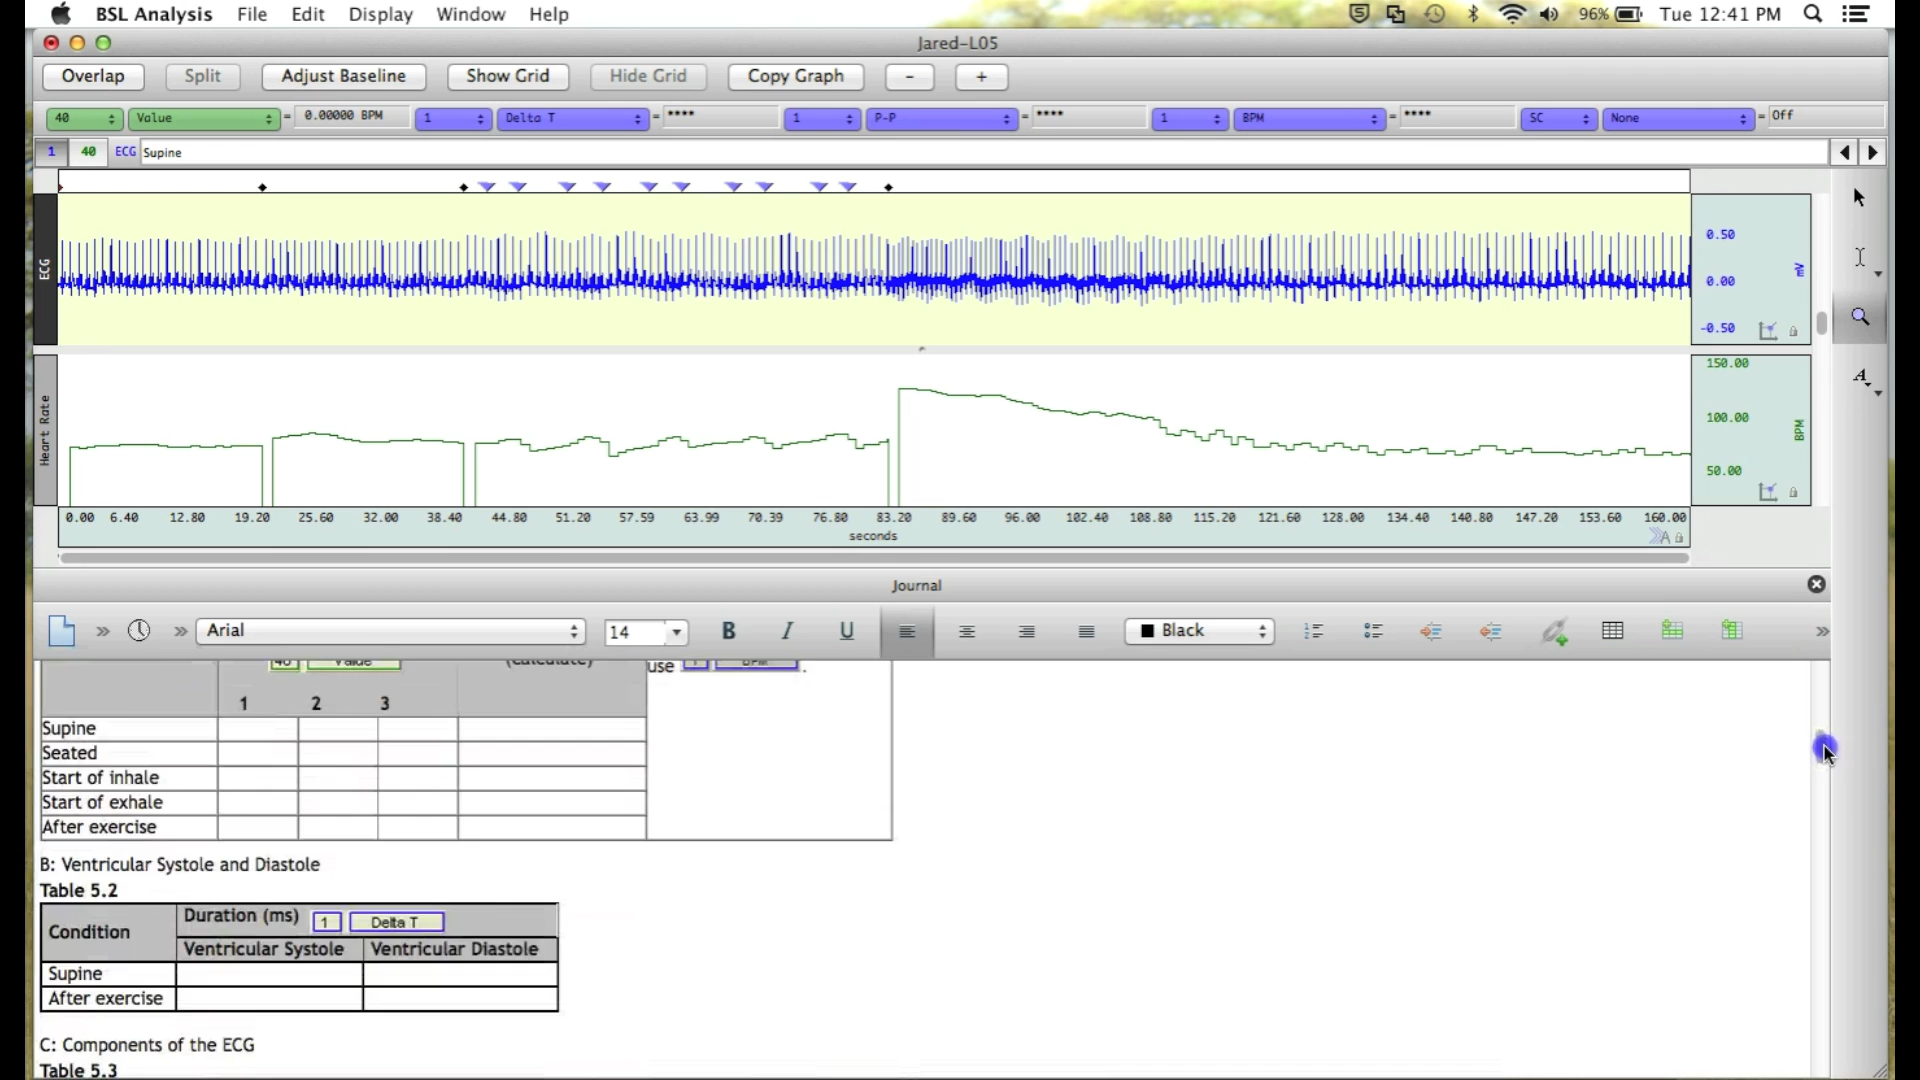 BSL Analysis File Edit Display Window Help 96% Tue 12:41 PM
Jared-L05
Overlap Split Adjust Baseline Show Grid Hide Grid Copy Graph - +
40 Value = 0.00000 BPM 1 Delta T = **** 1 P-P = **** 1 BPM = **** SC None = Off
1 40 ECG Supine
ECG
0.50
0.00
-0.50
mV
Heart Rate
150.00
100.00
50.00
BPM
0.00 6.40 12.80 19.20 25.60 32.00 38.40 44.80 51.20 57.59 63.99 70.39 76.80 83.20 89.60 96.00 102.40 108.80 115.20 121.60 128.00 134.40 140.80 147.20 153.60 160.00
seconds
Journal
Arial 14 B I U Black
40 Value (Calculate) use 1 BPM .
1 2 3
Supine
Seated
Start of inhale
Start of exhale
After exercise
B: Ventricular Systole and Diastole
Table 5.2
Condition Duration (ms) 1 Delta T
Ventricular Systole Ventricular Diastole
Supine
After exercise
C: Components of the ECG
Table 5.3